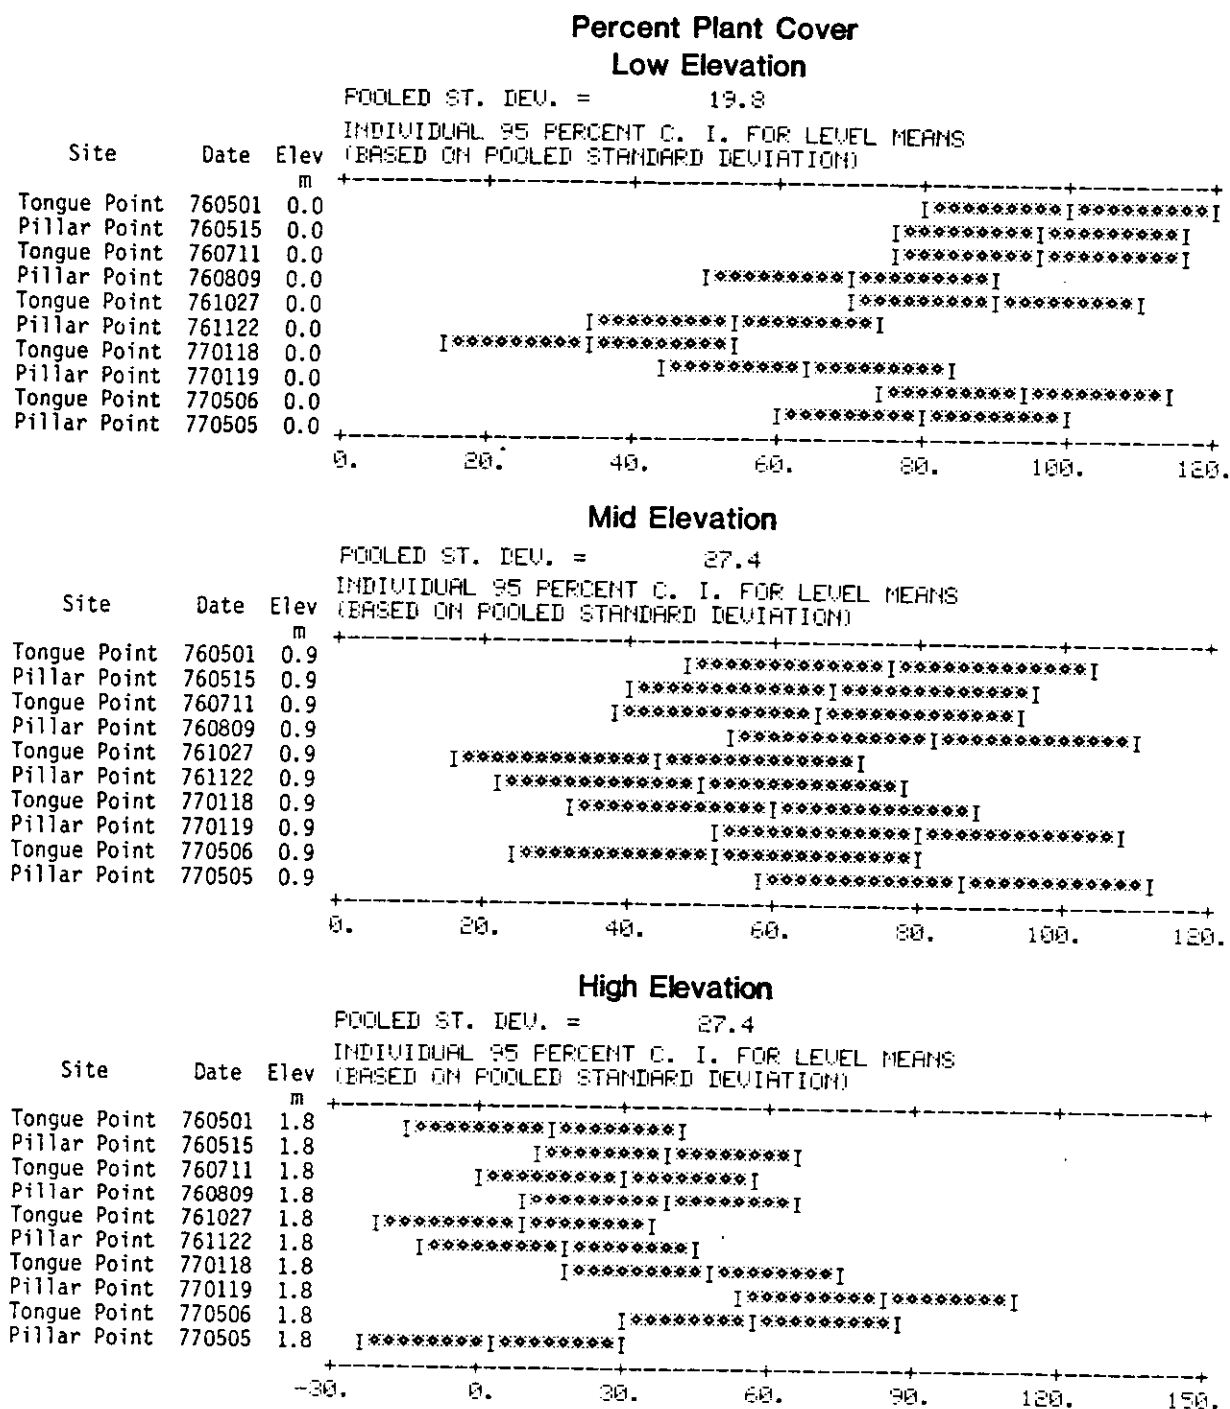 Percent Plant Cover
Low Elevation
POOLED ST. DEV. = 19.8
INDIVIDUAL 95 PERCENT C. I. FOR LEVEL MEANS
Site Date Elev (BASED ON POOLED STANDARD DEVIATION)
m
Tongue Point 760501 0.0
Pillar Point 760515 0.0
Tongue Point 760711 0.0
Pillar Point 760809 0.0
Tongue Point 761027 0.0
Pillar Point 761122 0.0
Tongue Point 770118 0.0
Pillar Point 770119 0.0
Tongue Point 770506 0.0
Pillar Point 770505 0.0
0. 20. 40. 60. 80. 100. 120.
Mid Elevation
POOLED ST. DEV. = 27.4
INDIVIDUAL 95 PERCENT C. I. FOR LEVEL MEANS
Site Date Elev (BASED ON POOLED STANDARD DEVIATION)
m
Tongue Point 760501 0.9
Pillar Point 760515 0.9
Tongue Point 760711 0.9
Pillar Point 760809 0.9
Tongue Point 761027 0.9
Pillar Point 761122 0.9
Tongue Point 770118 0.9
Pillar Point 770119 0.9
Tongue Point 770506 0.9
Pillar Point 770505 0.9
0. 20. 40. 60. 80. 100. 120.
High Elevation
POOLED ST. DEV. = 27.4
INDIVIDUAL 95 PERCENT C. I. FOR LEVEL MEANS
Site Date Elev (BASED ON POOLED STANDARD DEVIATION)
m
Tongue Point 760501 1.8
Pillar Point 760515 1.8
Tongue Point 760711 1.8
Pillar Point 760809 1.8
Tongue Point 761027 1.8
Pillar Point 761122 1.8
Tongue Point 770118 1.8
Pillar Point 770119 1.8
Tongue Point 770506 1.8
Pillar Point 770505 1.8
-30. 0. 30. 60. 90. 120. 150.